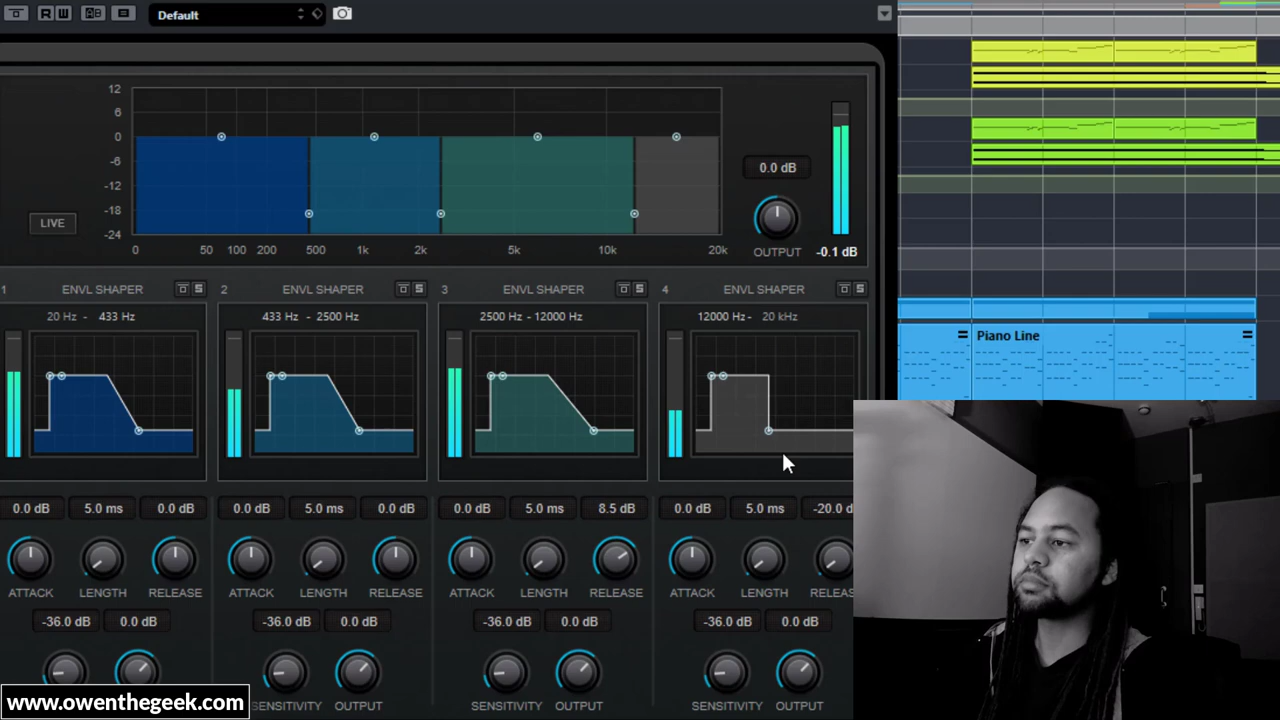 R W AB Default
12
6
0
-6
-12
-18
-24
LIVE
0 50 100 200 500 1k 2k 5k 10k 20k
0.0 dB
OUTPUT
-0.1 dB
1 ENVL SHAPER S
20 Hz - 433 Hz
2 ENVL SHAPER S
433 Hz - 2500 Hz
3 ENVL SHAPER S
2500 Hz - 12000 Hz
4 ENVL SHAPER S
12000 Hz - 20 kHz
Piano Line
0.0 dB 5.0 ms 0.0 dB
ATTACK LENGTH RELEASE
-36.0 dB 0.0 dB
0.0 dB 5.0 ms 0.0 dB
ATTACK LENGTH RELEASE
-36.0 dB 0.0 dB
SENSITIVITY OUTPUT
0.0 dB 5.0 ms 8.5 dB
ATTACK LENGTH RELEASE
-36.0 dB 0.0 dB
SENSITIVITY OUTPUT
0.0 dB 5.0 ms -20.0 d
ATTACK LENGTH RELEAS
-36.0 dB 0.0 dB
SENSITIVITY OUTPUT
www.owenthegeek.com